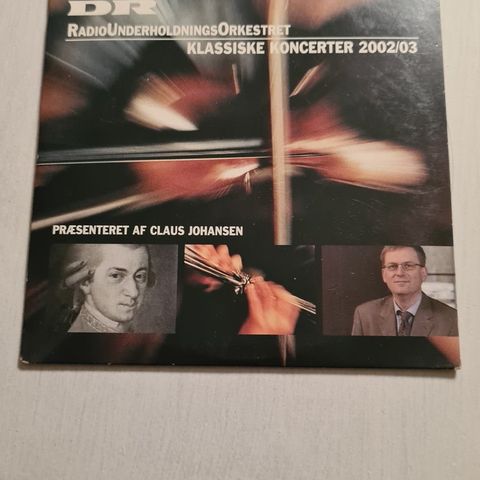 DR
RADIOUNDERHOLDNINGSORKESTRET
KLASSISKE KONCERTER 2002/03
PRÆSENTERET AF CLAUS JOHANSEN